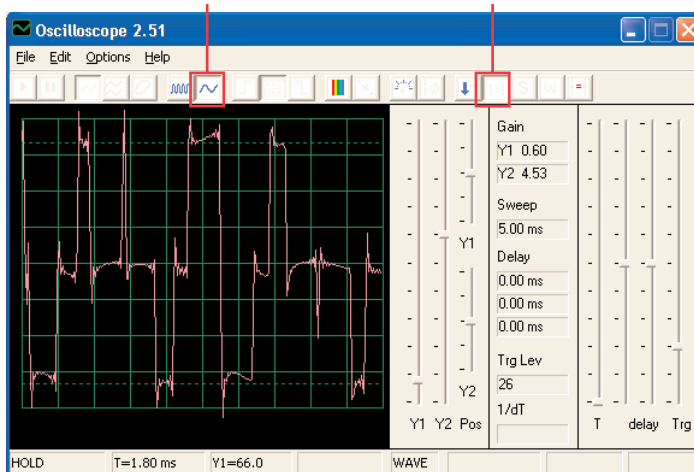 Oscilloscope 2.51
File Edit Options Help
S W
Gain
Y1 0.60
Y2 4.53
Sweep
5.00 ms
Delay
0.00 ms
0.00 ms
0.00 ms
Trg Lev
26
1/dT
Y1
Y2
Y1 Y2 Pos
T delay Trg
HOLD T=1.80 ms Y1=66.0 WAVE